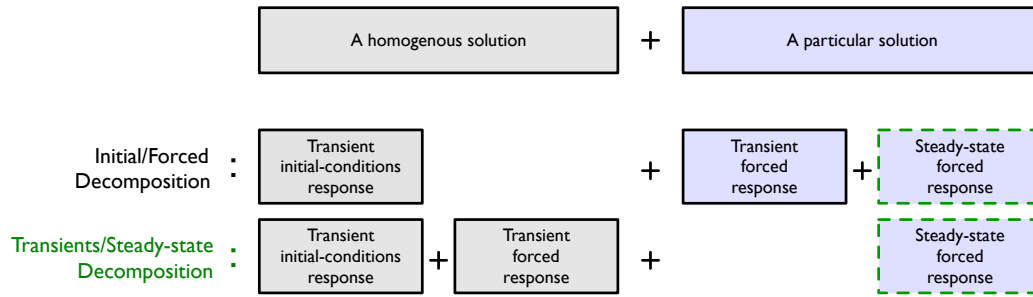 A homogenous solution + A particular solution
Initial/Forced
Decomposition :
Transient
initial-conditions
response
+
Transient
forced
response
+
Steady-state
forced
response
Transients/Steady-state
Decomposition :
Transient
initial-conditions
response
+
Transient
forced
response
+
Steady-state
forced
response